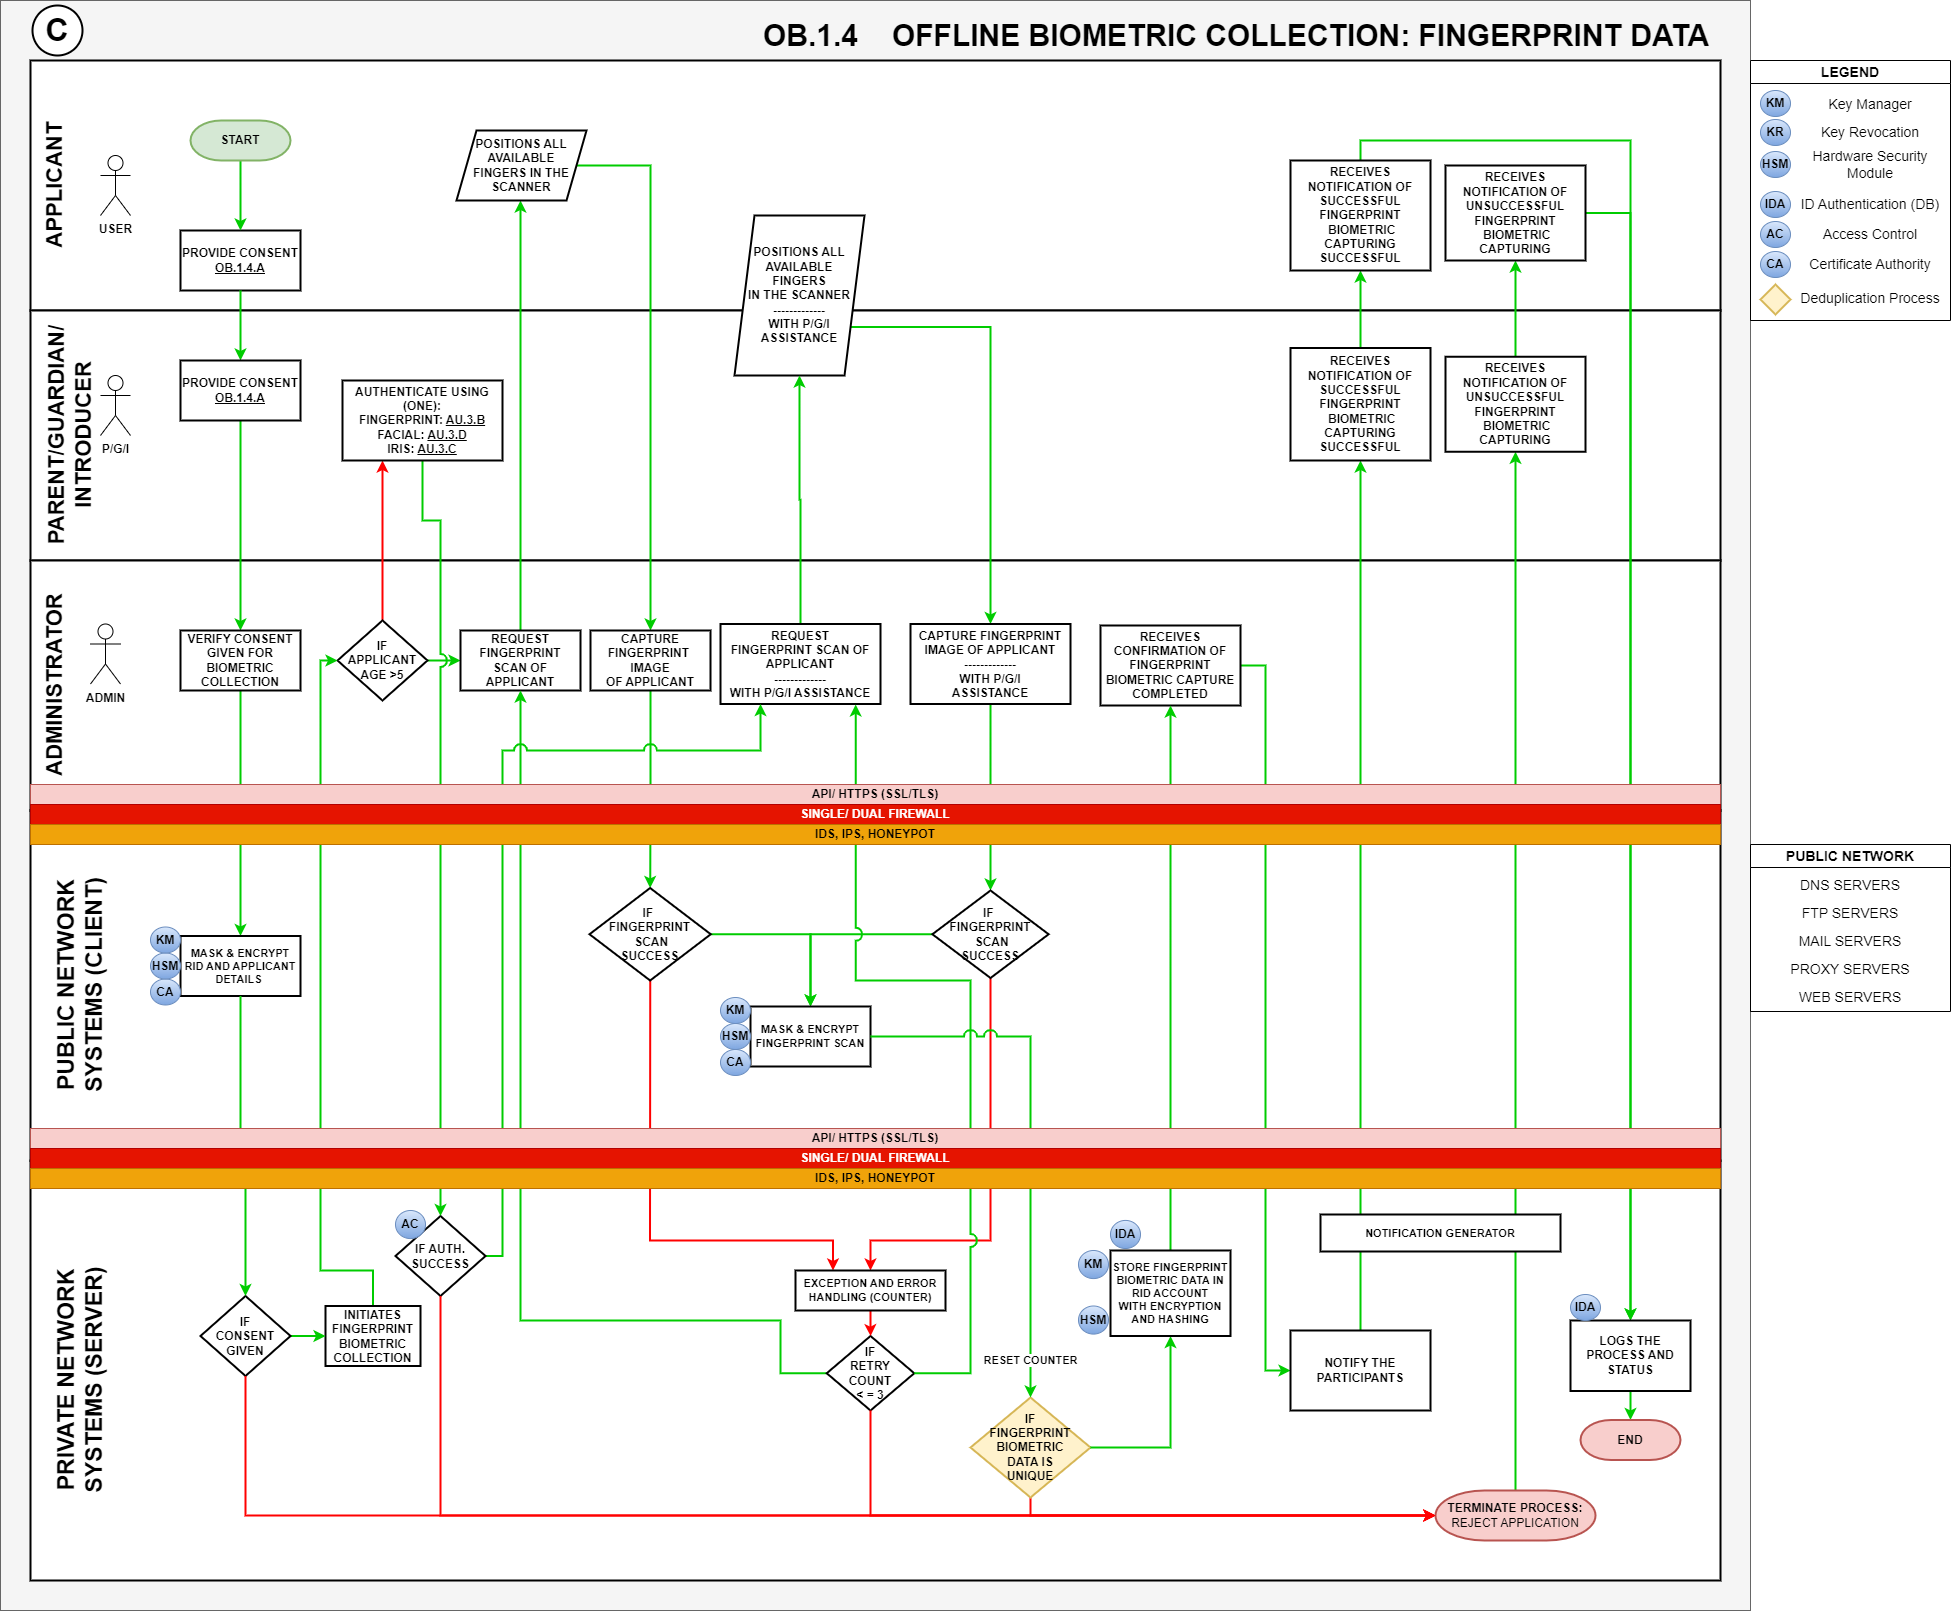 C
OB.1.4 OFFLINE BIOMETRIC COLLECTION: FINGERPRINT DATA
APPLICANT
USER
START
PROVIDE CONSENT
OB.1.4.A
POSITIONS ALL
AVAILABLE
FINGERS IN THE
SCANNER
POSITIONS ALL
AVAILABLE
FINGERS
IN THE SCANNER
-------------
WITH P/G/I
ASSISTANCE
RECEIVES
NOTIFICATION OF
SUCCESSFUL
FINGERPRINT
BIOMETRIC
CAPTURING
SUCCESSFUL
RECEIVES
NOTIFICATION OF
UNSUCCESSFUL
FINGERPRINT
BIOMETRIC
CAPTURING
PARENT/GUARDIAN/
INTRODUCER
P/G/I
PROVIDE CONSENT
OB.1.4.A
AUTHENTICATE USING
(ONE):
FINGERPRINT: AU.3.B
FACIAL: AU.3.D
IRIS: AU.3.C
RECEIVES
NOTIFICATION OF
SUCCESSFUL
FINGERPRINT
BIOMETRIC
CAPTURING
SUCCESSFUL
RECEIVES
NOTIFICATION OF
UNSUCCESSFUL
FINGERPRINT
BIOMETRIC
CAPTURING
ADMINISTRATOR
ADMIN
VERIFY CONSENT
GIVEN FOR
BIOMETRIC
COLLECTION
IF
APPLICANT
AGE >5
REQUEST
FINGERPRINT
SCAN OF
APPLICANT
CAPTURE
FINGERPRINT
IMAGE
OF APPLICANT
REQUEST
FINGERPRINT SCAN OF
APPLICANT
-------------
WITH P/G/I ASSISTANCE
CAPTURE FINGERPRINT
IMAGE OF APPLICANT
-------------
WITH P/G/I
ASSISTANCE
RECEIVES
CONFIRMATION OF
FINGERPRINT
BIOMETRIC CAPTURE
COMPLETED
API/ HTTPS (SSL/TLS)
SINGLE/ DUAL FIREWALL
IDS, IPS, HONEYPOT
PUBLIC NETWORK
SYSTEMS (CLIENT)
KM
HSM
CA
MASK & ENCRYPT
RID AND APPLICANT
DETAILS
IF
FINGERPRINT
SCAN
SUCCESS
IF
FINGERPRINT
SCAN
SUCCESS
KM
HSM
CA
MASK & ENCRYPT
FINGERPRINT SCAN
API/ HTTPS (SSL/TLS)
SINGLE/ DUAL FIREWALL
IDS, IPS, HONEYPOT
PRIVATE NETWORK
SYSTEMS (SERVER)
IF
CONSENT
GIVEN
INITIATES
FINGERPRINT
BIOMETRIC
COLLECTION
AC
IF AUTH.
SUCCESS
EXCEPTION AND ERROR
HANDLING (COUNTER)
IF
RETRY
COUNT
< = 3
RESET COUNTER
IF
FINGERPRINT
BIOMETRIC
DATA IS
UNIQUE
IDA
KM
HSM
STORE FINGERPRINT
BIOMETRIC DATA IN
RID ACCOUNT
WITH ENCRYPTION
AND HASHING
NOTIFICATION GENERATOR
NOTIFY THE
PARTICIPANTS
IDA
LOGS THE
PROCESS AND
STATUS
END
TERMINATE PROCESS:
REJECT APPLICATION
LEGEND
KM Key Manager
KR Key Revocation
HSM Hardware Security
Module
IDA ID Authentication (DB)
AC Access Control
CA Certificate Authority
Deduplication Process
PUBLIC NETWORK
DNS SERVERS
FTP SERVERS
MAIL SERVERS
PROXY SERVERS
WEB SERVERS